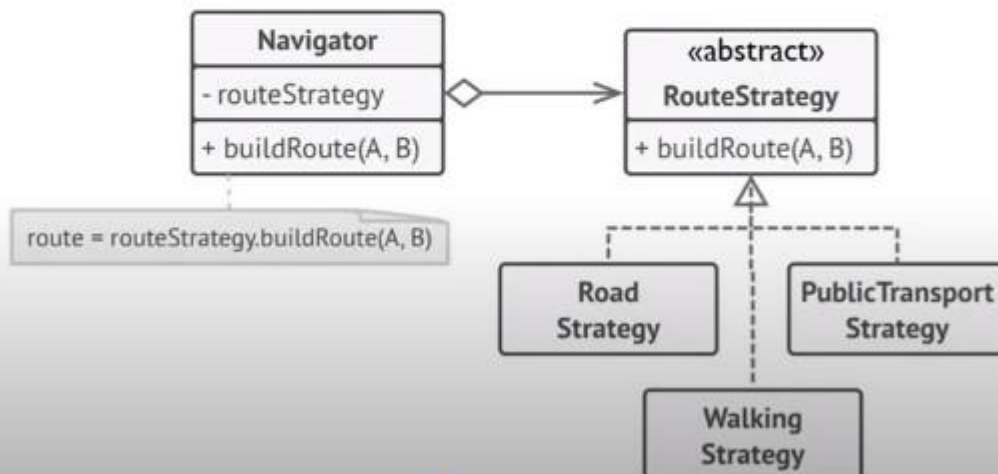 Navigator
- routeStrategy
+ buildRoute(A, B)
route = routeStrategy.buildRoute(A, B)
«abstract»
RouteStrategy
+ buildRoute(A, B)
Road
Strategy
PublicTransport
Strategy
Walking
Strategy